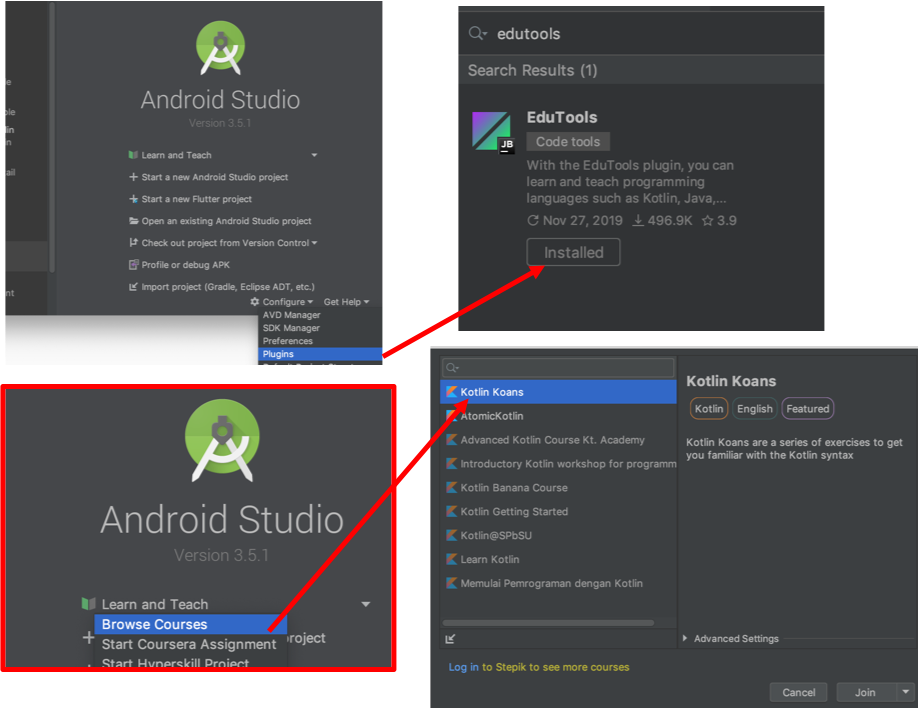 Android Studio
Version 3.5.1
Learn and Teach
Start a new Android Studio project
Start a new Flutter project
Open an existing Android Studio project
Check out project from Version Control
Profile or debug APK
Import project (Gradle, Eclipse ADT, etc.)
Configure Get Help
AVD Manager
SDK Manager
Preferences
Plugins
edutools
Search Results (1)
EduTools
JB
Code tools
With the EduTools plugin, you can
learn and teach programming
languages such as Kotlin, Java,...
Nov 27, 2019 496.9K 3.9
Installed
Android Studio
Version 3.5.1
Learn and Teach
Browse Courses
Start Coursera Assignment
Start Hyperskill Project
Kotlin Koans
AtomicKotlin
Advanced Kotlin Course Kt. Academy
Introductory Kotlin workshop for programm
Kotlin Banana Course
Kotlin Getting Started
Kotlin@SPbSU
Learn Kotlin
Memulai Pemrograman dengan Kotlin
Kotlin Koans
Kotlin English Featured
Kotlin Koans are a series of exercises to get
you familiar with the Kotlin syntax
Advanced Settings
Log in to Stepik to see more courses
Cancel Join